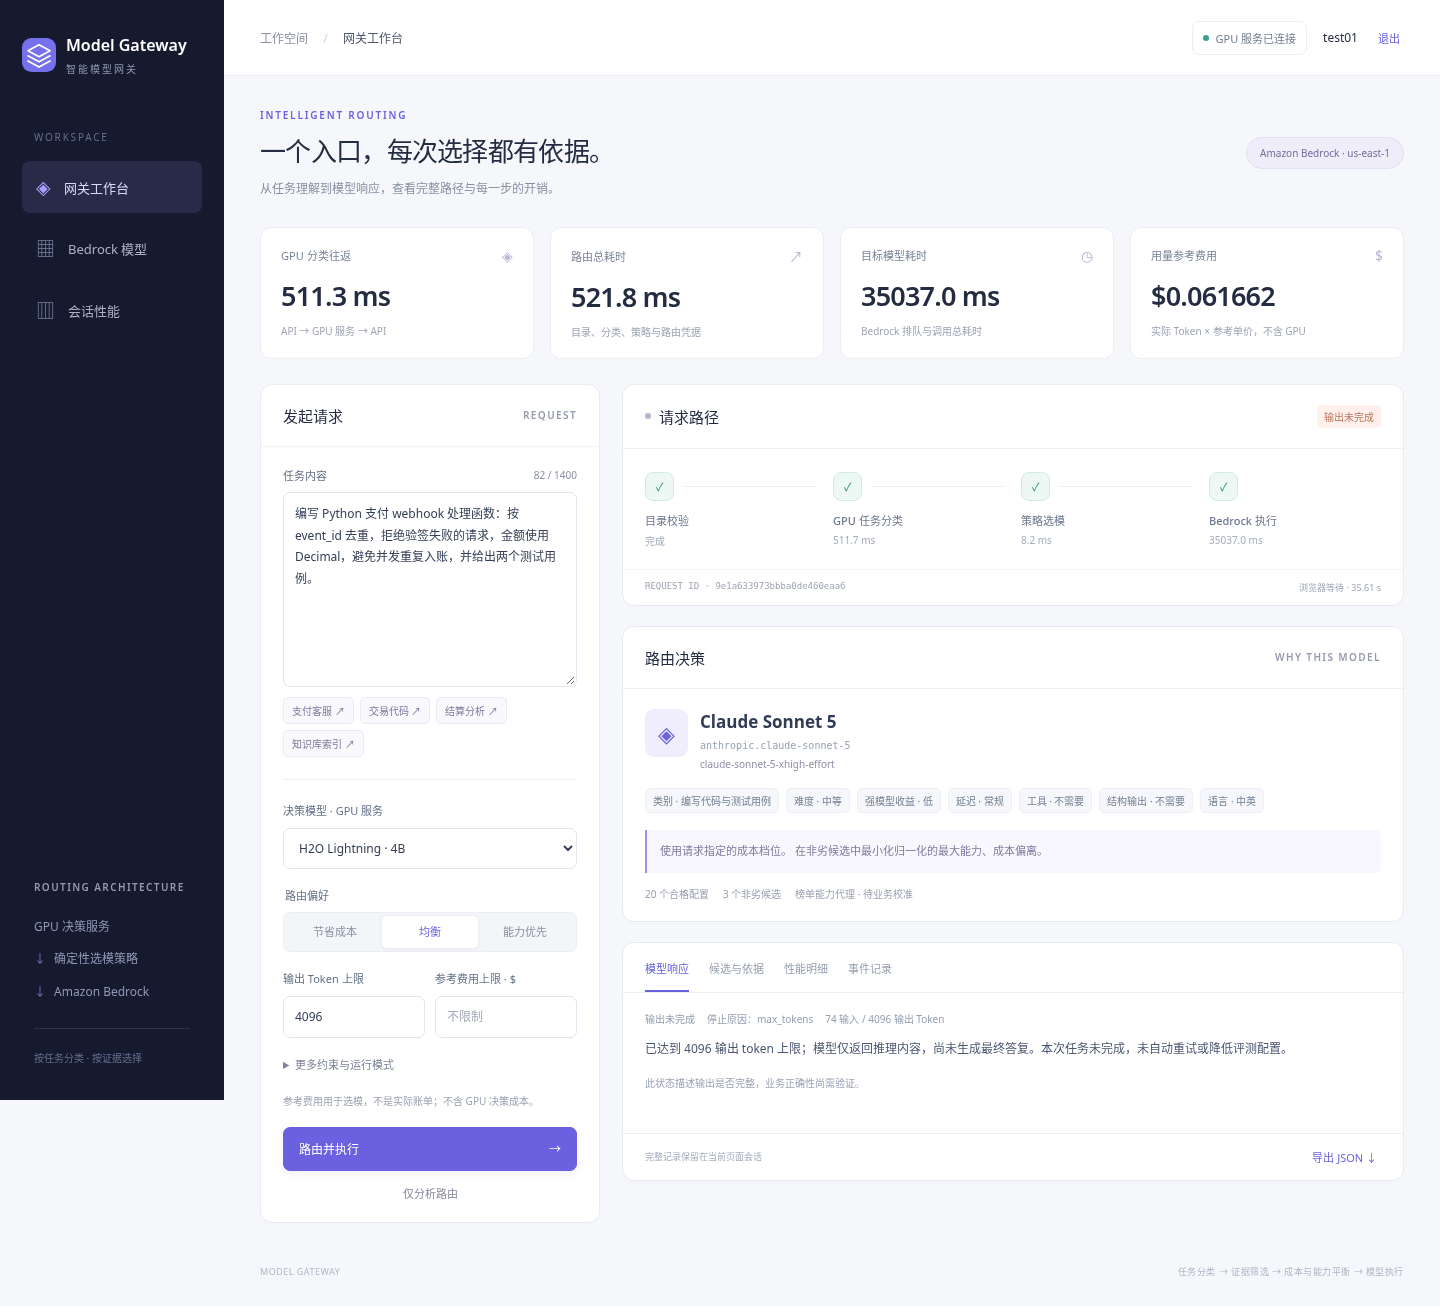 Model Gateway
智能模型网关
WORKSPACE
网关工作台
Bedrock 模型
会话性能
ROUTING ARCHITECTURE
GPU 决策服务
↓ 确定性选模策略
↓ Amazon Bedrock
按任务分类 · 按证据选择
工作空间 / 网关工作台
GPU 服务已连接
test01
退出
INTELLIGENT ROUTING
一个入口，每次选择都有依据。
从任务理解到模型响应，查看完整路径与每一步的开销。
Amazon Bedrock · us-east-1
GPU 分类往返
511.3 ms
API → GPU 服务 → API
路由总耗时
521.8 ms
目录、分类、策略与路由凭据
目标模型耗时
35037.0 ms
Bedrock 排队与调用总耗时
用量参考费用 $
$0.061662
实际 Token × 参考单价，不含 GPU
发起请求
REQUEST
任务内容
82 / 1400
编写 Python 支付 webhook 处理函数：按
event_id 去重，拒绝验签失败的请求，金额使用
Decimal，避免并发重复入账，并给出两个测试用
例。
支付客服 ↗
交易代码 ↗
结算分析 ↗
知识库索引 ↗
决策模型 · GPU 服务
H2O Lightning · 4B
路由偏好
节省成本
均衡
能力优先
输出 Token 上限
参考费用上限 · $
4096
不限制
▶ 更多约束与运行模式
参考费用用于选模，不是实际账单；不含 GPU 决策成本。
路由并执行 →
仅分析路由
请求路径
输出未完成
✓
✓
✓
✓
目录校验
GPU 任务分类
策略选模
Bedrock 执行
完成
511.7 ms
8.2 ms
35037.0 ms
REQUEST ID · 9e1a633973bbba0de460eaa6
浏览器等待 · 35.61 s
路由决策
WHY THIS MODEL
Claude Sonnet 5
anthropic.claude-sonnet-5
claude-sonnet-5-xhigh-effort
类别 · 编写代码与测试用例
难度 · 中等
强模型收益 · 低
延迟 · 常规
工具 · 不需要
结构输出 · 不需要
语言 · 中英
使用请求指定的成本档位。 在非劣候选中最小化归一化的最大能力、成本偏离。
20 个合格配置 3 个非劣候选 榜单能力代理 · 待业务校准
模型响应
候选与依据
性能明细
事件记录
输出未完成 停止原因：max_tokens 74 输入 / 4096 输出 Token
已达到 4096 输出 token 上限；模型仅返回推理内容，尚未生成最终答复。本次任务未完成，未自动重试或降低评测配置。
此状态描述输出是否完整，业务正确性尚需验证。
完整记录保留在当前页面会话
导出 JSON ↓
MODEL GATEWAY
任务分类 → 证据筛选 → 成本与能力平衡 → 模型执行